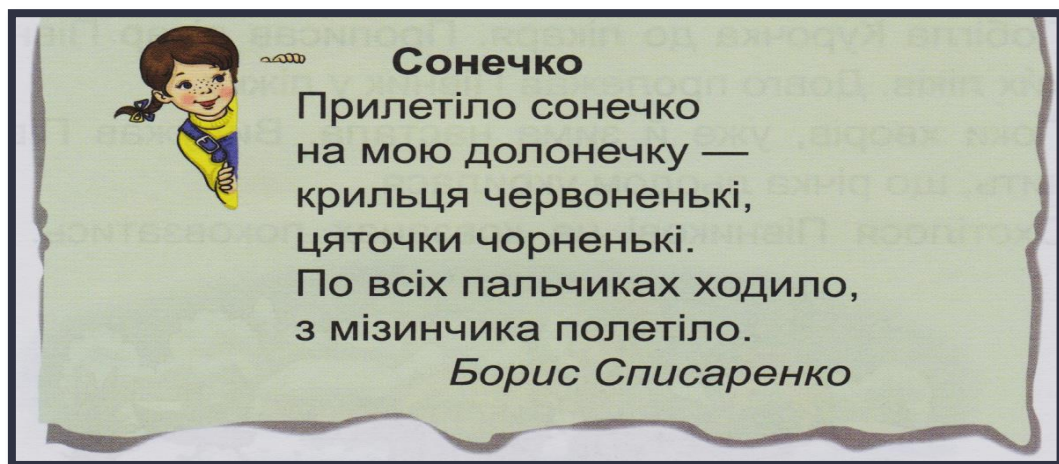 Сонечко
Прилетіло сонечко
на мою долонечку —
крильця червоненькі,
цяточки чорненькі.
По всіх пальчиках ходило,
з мізинчика полетіло.
Борис Списаренко